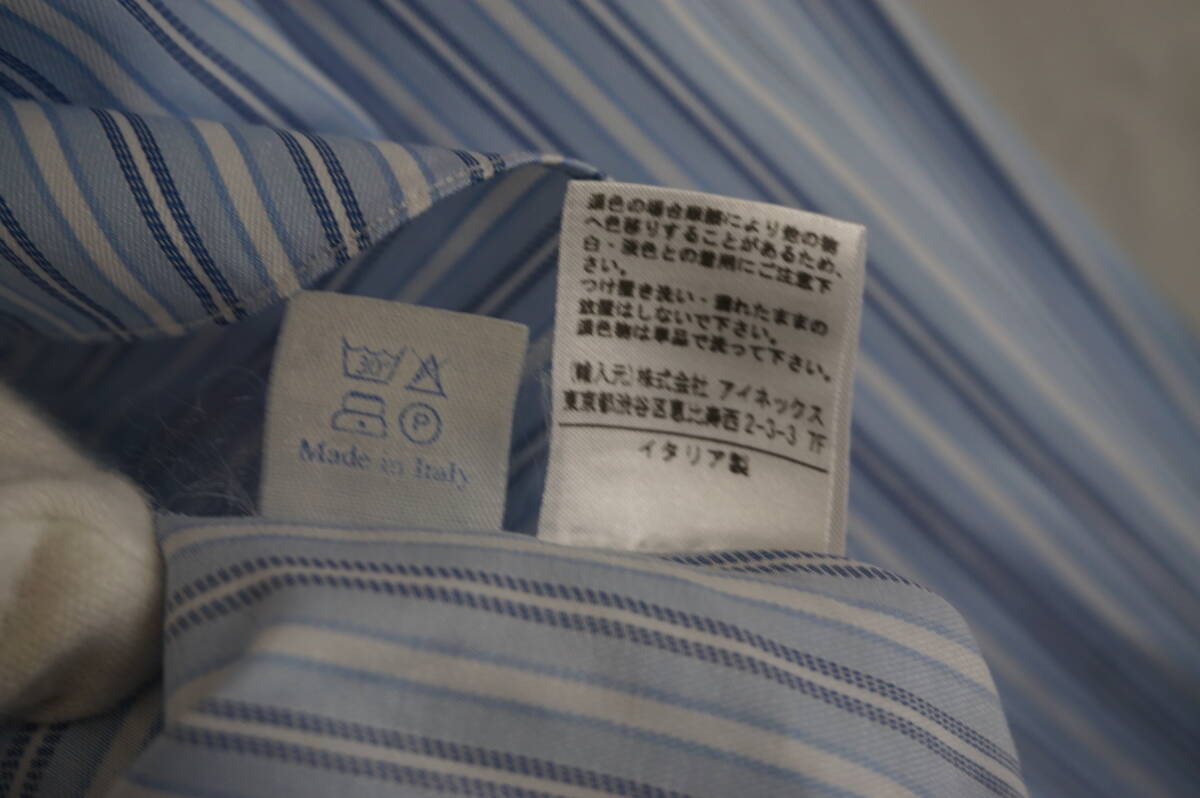 30°
P
Made in Italy
濃色の場合摩擦により他の物
へ色移りすることがあるため、
白・淡色との着用にご注意下
さい。
つけ置き洗い・濡れたままの
放置はしないで下さい。
濃色物は単品で洗って下さい。
(輸入元)株式会社 アイネックス
東京都渋谷区恵比寿西2-3-3 7F
イタリア製